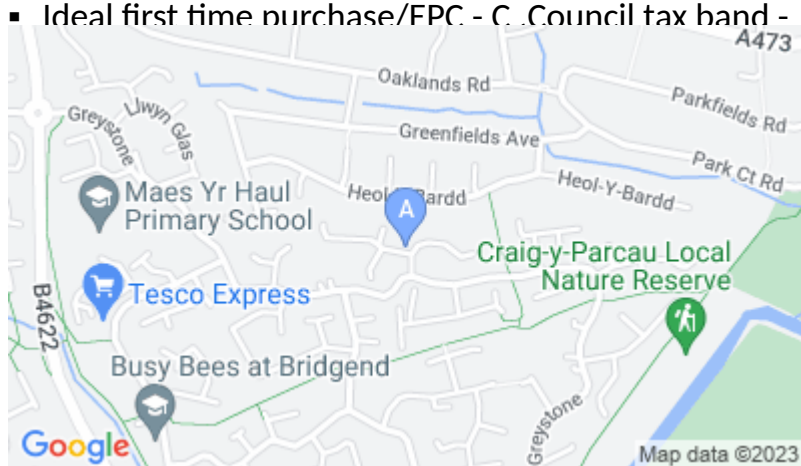 ▪ Ideal first time purchase/EPC - C .Council tax band -
A473
Oaklands Rd
Llwyn Glas
Greystone
Parkfields Rd
Greenfields Ave
Park Ct Rd
Maes Yr Haul
Primary School
Heol-Y-Bardd
A
Heol-Y-Bardd
Craig-y-Parcau Local
Nature Reserve
B4622
Tesco Express
Busy Bees at Bridgend
Greystone
Google
Map data ©2023